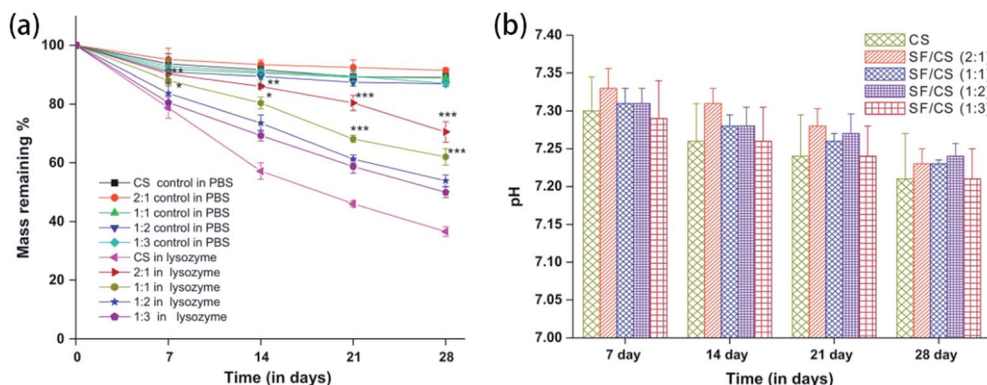 (a)
Mass remaining %
100
80
60
40
20
0
** 
*
**
*
***
***
***
***
CS control in PBS
2:1 control in PBS
1:1 control in PBS
1:2 control in PBS
1:3 control in PBS
CS in lysozyme
2:1 in lysozyme
1:1 in lysozyme
1:2 in lysozyme
1:3 in lysozyme
0 7 14 21 28
Time (in days)
(b)
pH
7.40
7.35
7.30
7.25
7.20
7.15
7.10
7.05
7.00
CS
SF/CS (2:1)
SF/CS (1:1)
SF/CS (1:2)
SF/CS (1:3)
7 day 14 day 21 day 28 day
Time (in days)